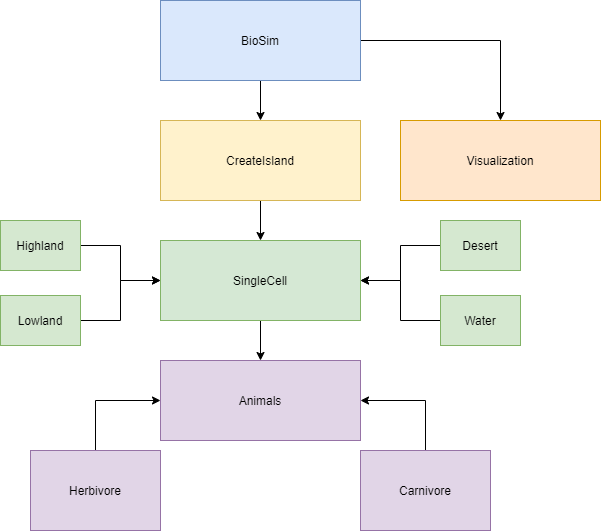 BioSim
CreateIsland
Visualization
Highland
Desert
SingleCell
Lowland
Water
Animals
Herbivore
Carnivore